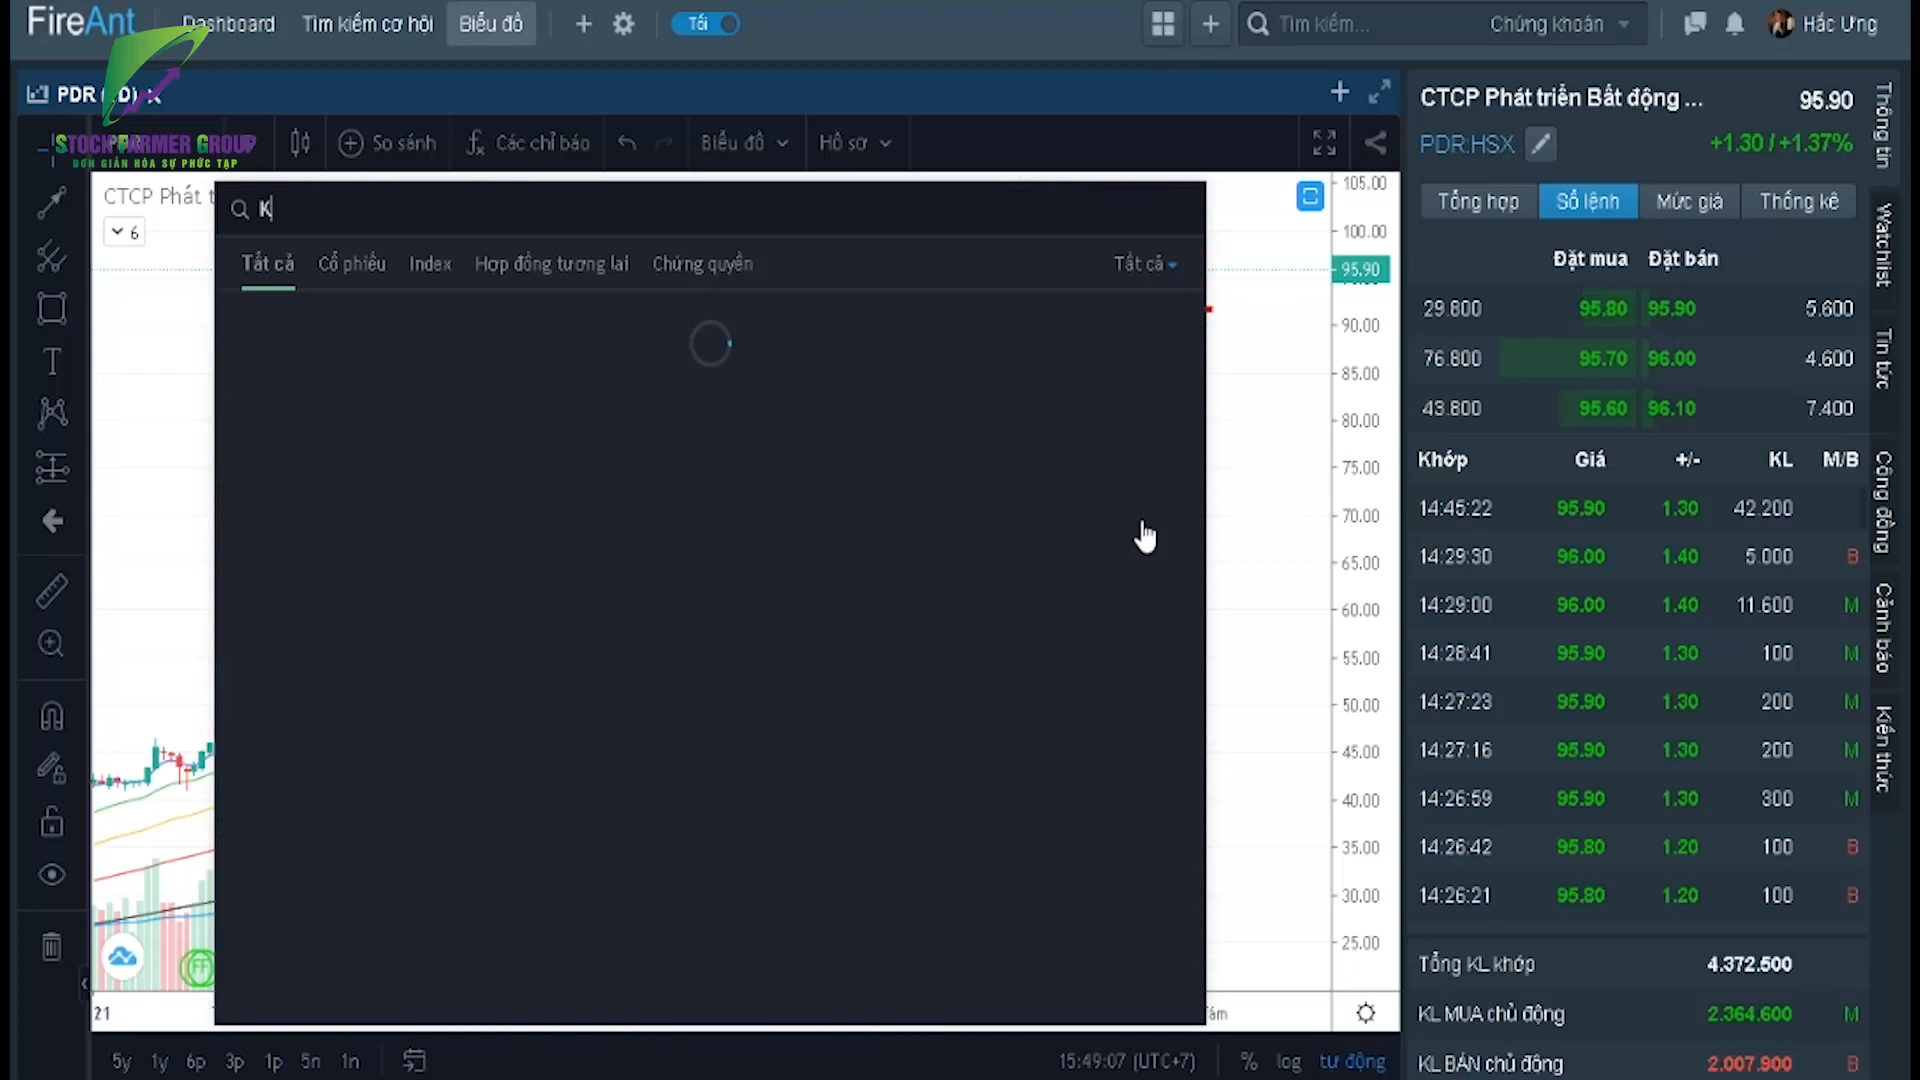 FireAnt Dashboard Tìm kiếm cơ hội Biểu đồ Tối Tìm kiếm... Chứng khoán Hắc Ưng
PDR
STOCK FARMER GROUP
ĐƠN GIẢN HÓA SỰ PHỨC TẠP
So sánh Các chỉ báo Biểu đồ Hồ sơ
CTCP Phát t
6
K
Tất cả Cổ phiếu Index Hợp đồng tương lai Chứng quyền Tất cả
105.00
100.00
95.90
90.00
85.00
80.00
75.00
70.00
65.00
60.00
55.00
50.00
45.00
40.00
35.00
30.00
25.00
21
5y 1y 6p 3p 1p 5n 1n 15:49:07 (UTC+7) % log tự động
CTCP Phát triển Bất động ... 95.90
PDR:HSX +1.30 / +1.37%
Tổng hợp Sổ lệnh Mức giá Thống kê
Đặt mua Đặt bán
29.800 95.80 95.90 5.600
76.800 95.70 96.00 4.600
43.800 95.60 96.10 7.400
Khớp Giá +/- KL M/B
14:45:22 95.90 1.30 42.200
14:29:30 96.00 1.40 5.000 B
14:29:00 96.00 1.40 11.600 M
14:28:41 95.90 1.30 100 M
14:27:23 95.90 1.30 200 M
14:27:16 95.90 1.30 200 M
14:26:59 95.90 1.30 300 M
14:26:42 95.80 1.20 100 B
14:26:21 95.80 1.20 100 B
Tổng KL khớp 4.372.500
KL MUA chủ động 2.364.600 M
KL BÁN chủ động 2.007.900 B
Thông tin
Watchlist
Tin tức
Cộng đồng
Cảnh báo
Kiến thức